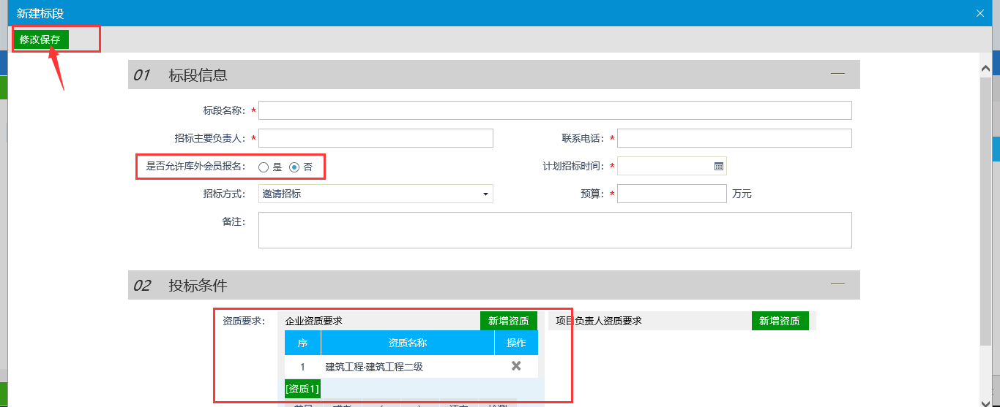 新建标段
修改保存
01 标段信息
标段名称: *
招标主要负责人: * 联系电话: *
是否允许库外会员报名: 是 否 计划招标时间: *
招标方式: 邀请招标 预算: * 万元
备注:
02 投标条件
资质要求: 企业资质要求 新增资质 项目负责人资质要求 新增资质
序 资质名称 操作
1 建筑工程·建筑工程二级
[资质1]